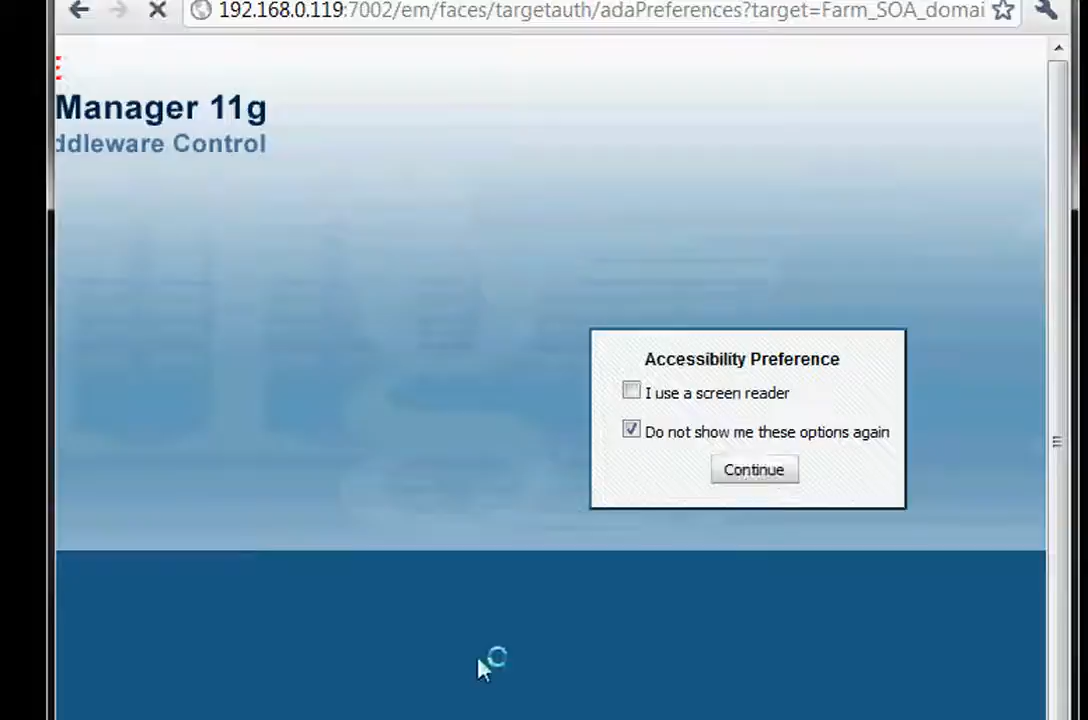 192.168.0.119:7002/em/faces/targetauth/adaPreferences?target=Farm_SOA_domai
Manager 11g
ddleware Control
Accessibility Preference
I use a screen reader
Do not show me these options again
Continue